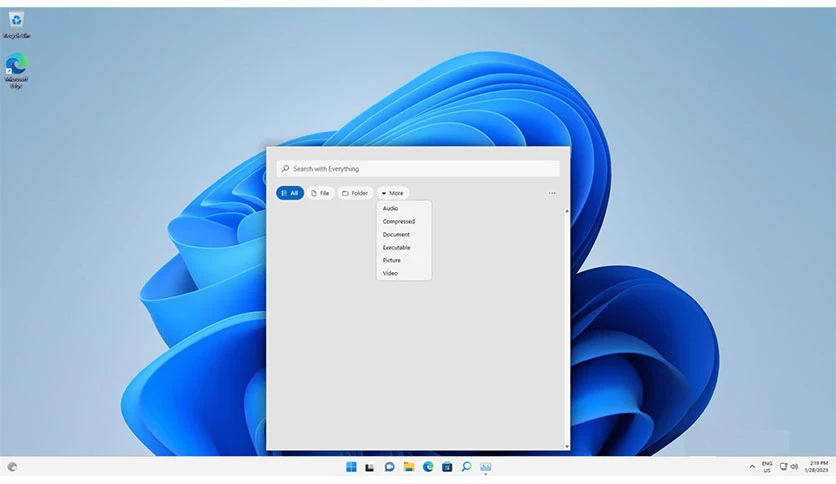 Recycle Bin
Microsoft
Edge
Search with Everything
All File Folder More ...
Audio
Compressed
Document
Executable
Picture
Video
ENG
US
2:19 PM
1/28/2023